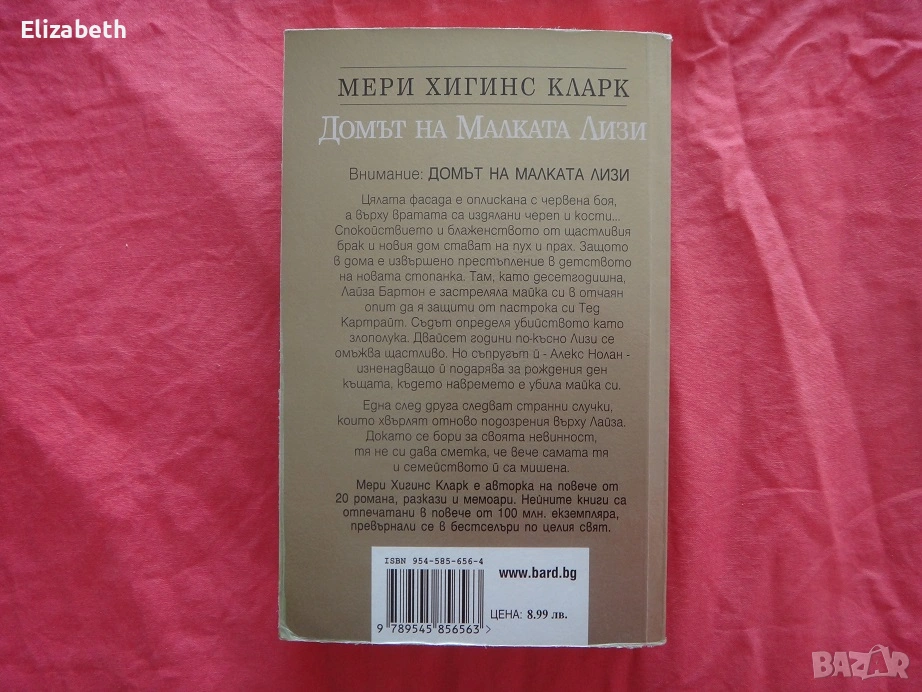 Elizabeth
МЕРИ ХИГИНС КЛАРК
ДОМЪТ НА МАЛКАТА ЛИЗИ
Внимание: ДОМЪТ НА МАЛКАТА ЛИЗИ
Цялата фасада е оплискана с червена боя,
а върху вратата са издялани череп и кости...
Спокойствието и блаженството от щастливия
брак и новия дом стават на пух и прах. Защото
в дома е извършено престъпление в детството
на новата стопанка. Там, като десетгодишна,
Лайза Бартон е застреляла майка си в отчаян
опит да я защити от пастрока си Тед
Картрайт. Съдът определя убийството като
злополука. Двайсет години по-късно Лизи се
омъжва щастливо. Но съпругът ѝ - Алекс Нолан -
изненадващо ѝ подарява за рождения ден
къщата, където навремето е убила майка си.
Една след друга следват странни случки,
които хвърлят отново подозрения върху Лайза.
Докато се бори за своята невинност,
тя не си дава сметка, че вече самата тя
и семейството ѝ са мишена.
Мери Хигинс Кларк е авторка на повече от
20 романа, разкази и мемоари. Нейните книги са
отпечатани в повече от 100 млн. екземпляра,
превърнали се в бестселъри по целия свят.
ISBN 954-585-656-4
www.bard.bg
ЦЕНА: 8.99 лв.
9 789545 856563 >
BAZAR